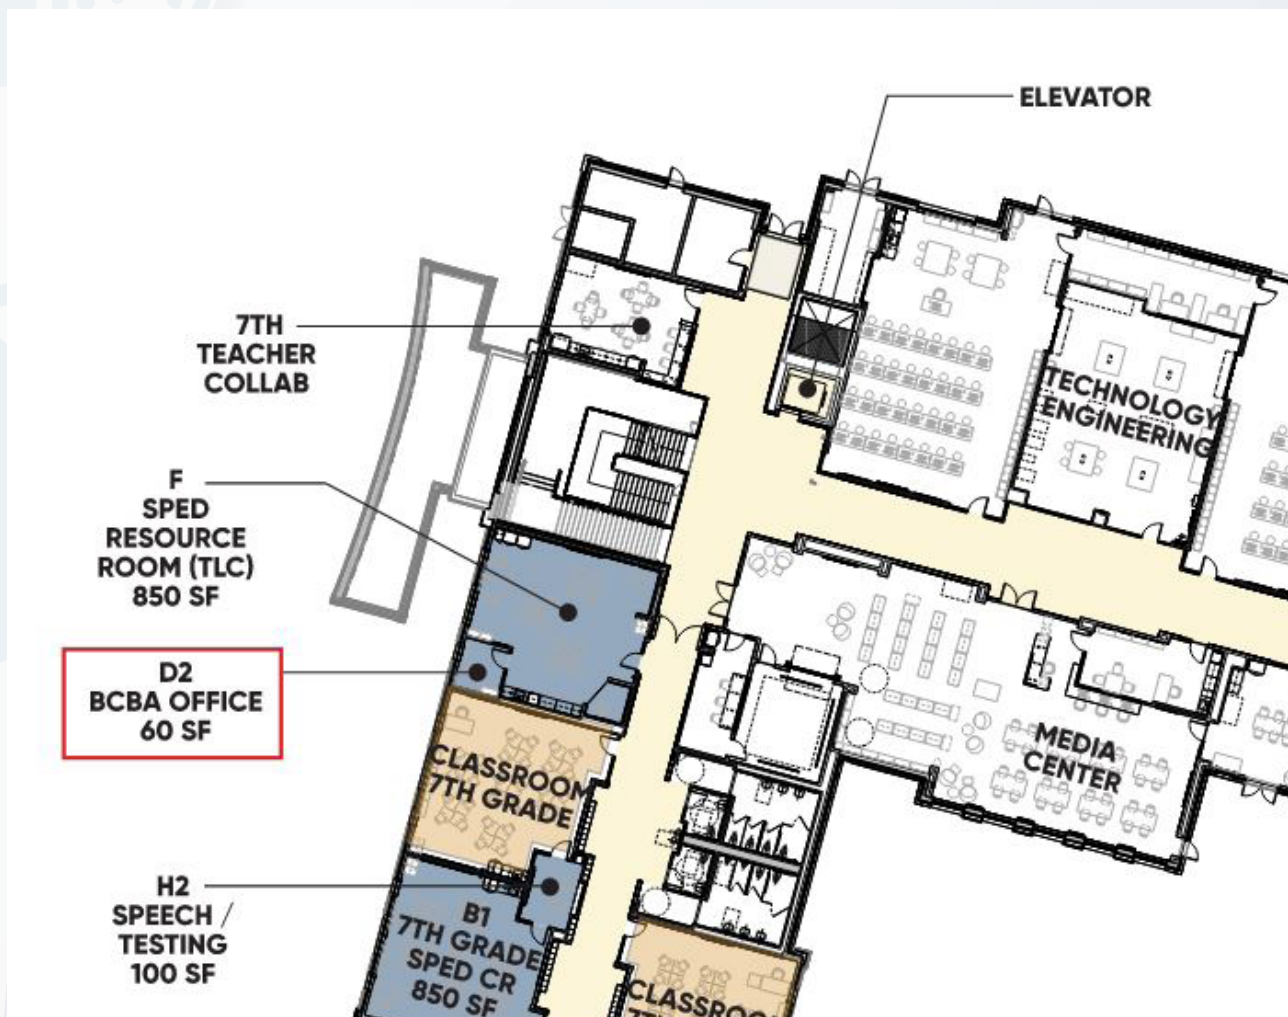 ELEVATOR
7TH
TEACHER
COLLAB
TECHNOLOGY
ENGINEERING
F
SPED
RESOURCE
ROOM (TLC)
850 SF
D2
BCBA OFFICE
60 SF
MEDIA
CENTER
CLASSROOM
7TH GRADE
H2
SPEECH /
TESTING
100 SF
B1
7TH GRADE
SPED CR
850 SF
CLASSROO